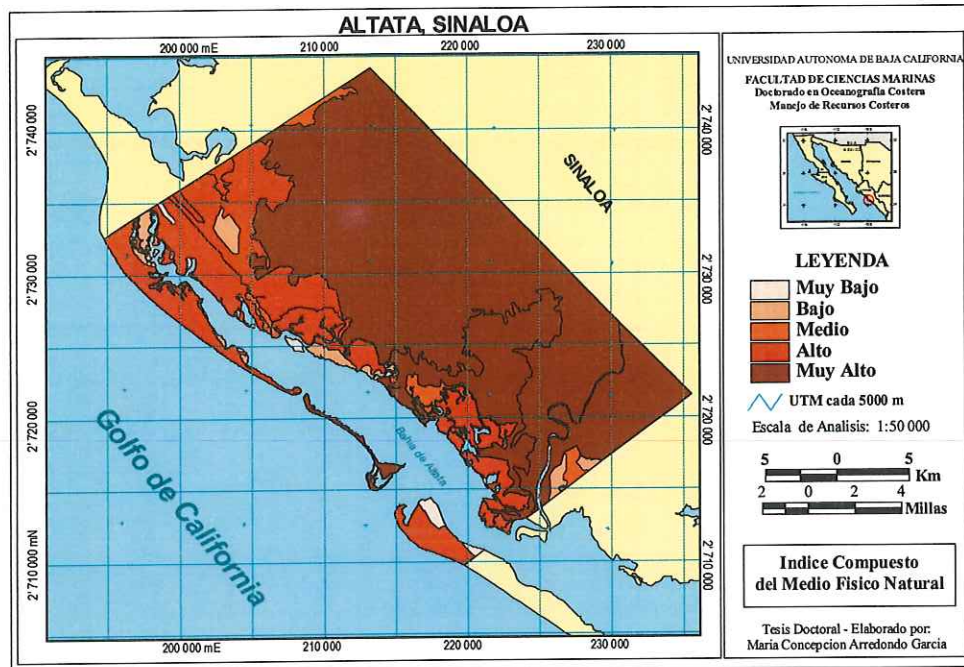 ALTATA, SINALOA
200 000 mE
210 000
220 000
230 000
2'740 000
2'730 000
2'720 000
2'710 000 mN
2'740 000
2'730 000
2'720 000
2'710 000
SINALOA
Golfo de California
Bahia de Altata
200 000 mE
210 000
220 000
230 000
UNIVERSIDAD AUTONOMA DE BAJA CALIFORNIA
FACULTAD DE CIENCIAS MARINAS
Doctorado en Oceanografia Costera
Manejo de Recursos Costeros
LEYENDA
Muy Bajo
Bajo
Medio
Alto
Muy Alto
UTM cada 5000 m
Escala de Analisis: 1:50 000
5 0 5
Km
2 0 2 4
Millas
Indice Compuesto
del Medio Fisico Natural
Tesis Doctoral - Elaborado por:
Maria Concepcion Arredondo Garcia